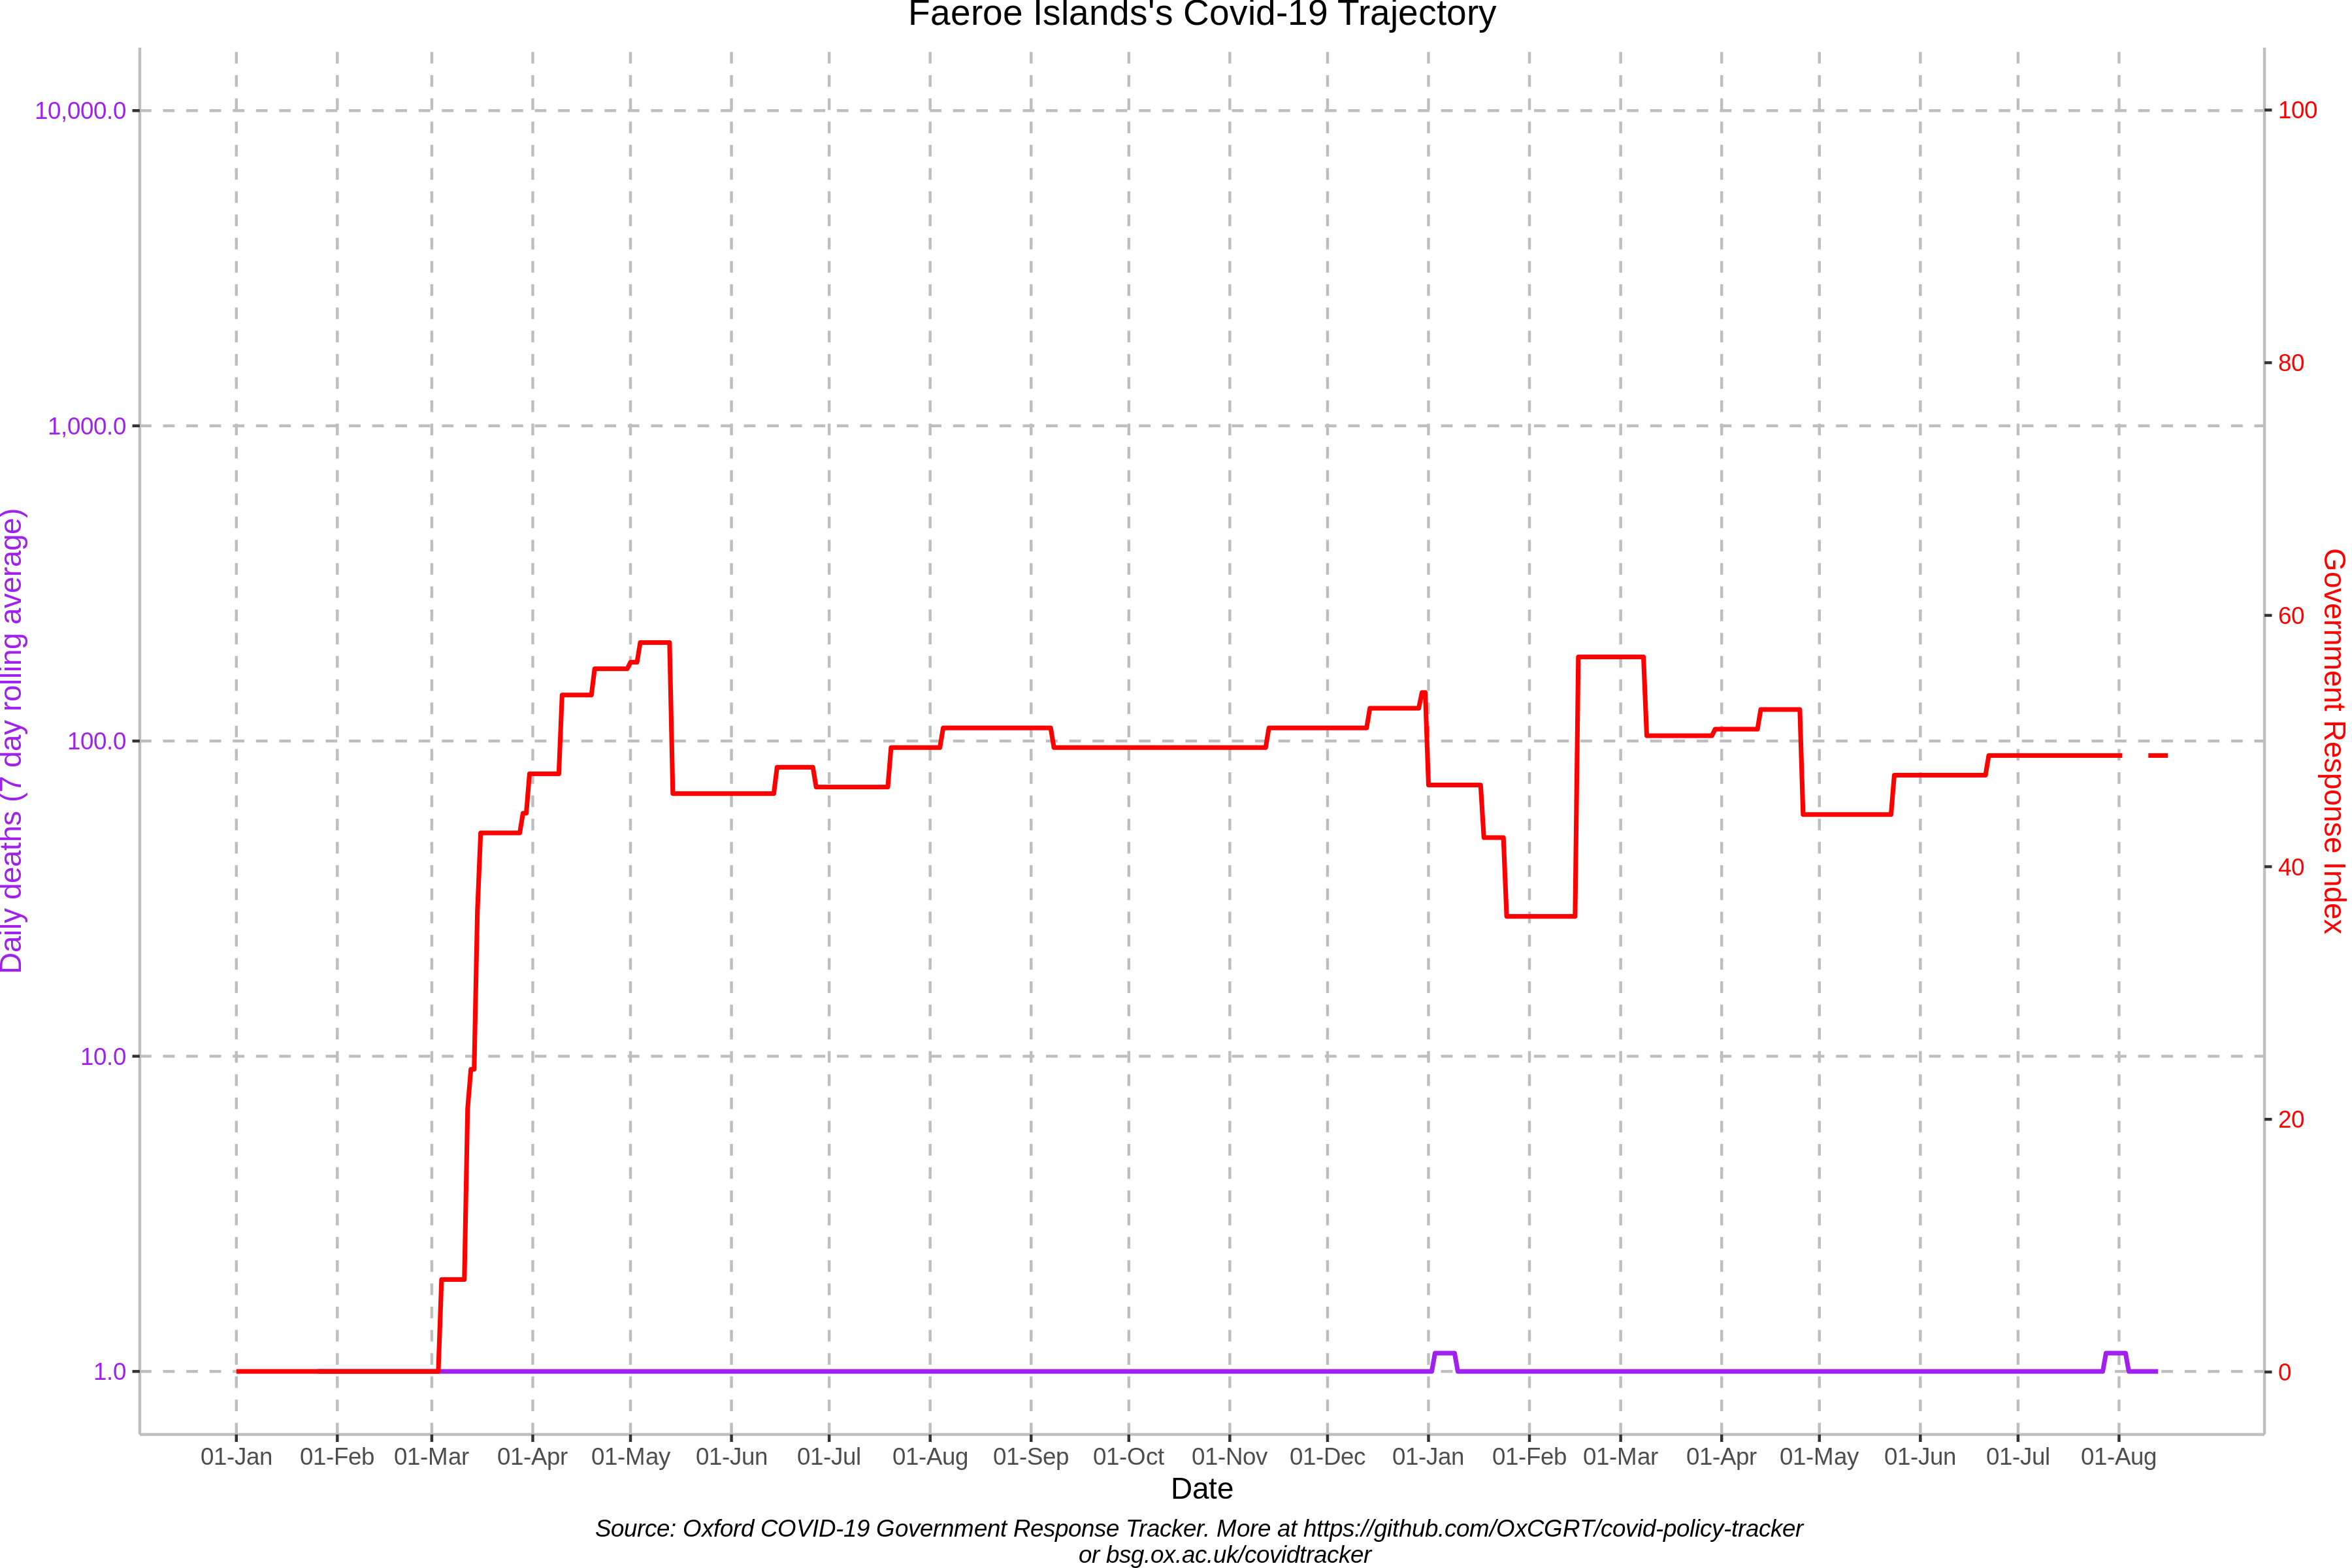 Faeroe Islands's Covid-19 Trajectory
10,000.0
1,000.0
100.0
10.0
1.0
Daily deaths (7 day rolling average)
100
80
60
40
20
0
Government Response Index
01-Jan 01-Feb 01-Mar 01-Apr 01-May 01-Jun 01-Jul 01-Aug 01-Sep 01-Oct 01-Nov 01-Dec 01-Jan 01-Feb 01-Mar 01-Apr 01-May 01-Jun 01-Jul 01-Aug
Date
Source: Oxford COVID-19 Government Response Tracker. More at https://github.com/OxCGRT/covid-policy-tracker
or bsg.ox.ac.uk/covidtracker